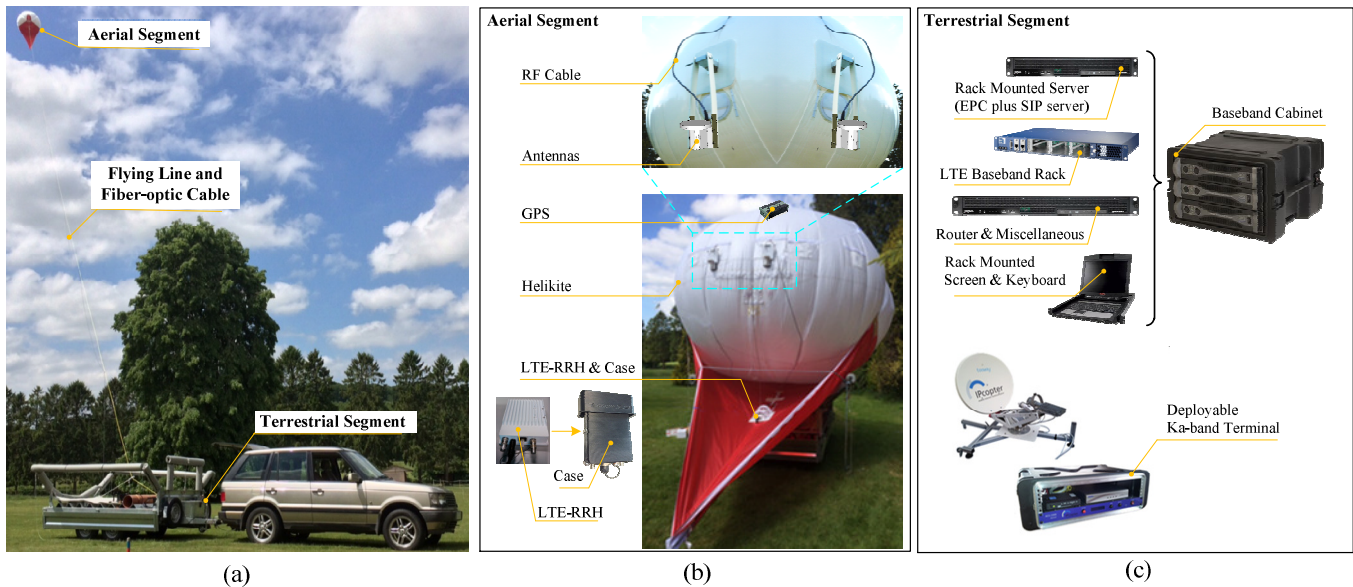 Aerial Segment
Flying Line and
Fiber-optic Cable
Terrestrial Segment
(a)
Aerial Segment
RF Cable
Antennas
GPS
Helikite
LTE-RRH & Case
Case
LTE-RRH
(b)
Terrestrial Segment
Rack Mounted Server
(EPC plus SIP server)
LTE Baseband Rack
Router & Miscellaneous
Rack Mounted
Screen & Keyboard
Baseband Cabinet
IPcopter
Deployable
Ka-band Terminal
(c)